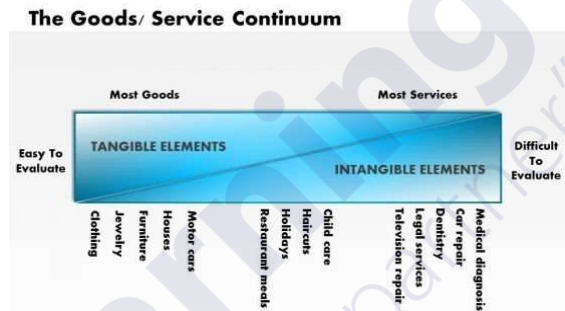 The Goods/ Service Continuum
Most Goods
Most Services
Easy To
Evaluate
TANGIBLE ELEMENTS
INTANGIBLE ELEMENTS
Difficult
To
Evaluate
Clothing
Jewelry
Furniture
Houses
Motor cars
Restaurant meals
Holidays
Haircuts
Child care
Television repair
Legal services
Dentistry
Car repair
Medical diagnosis